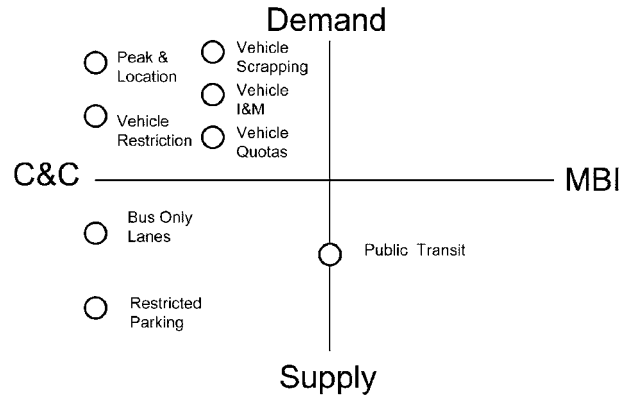 Demand
Peak &
Location
Vehicle
Scrapping
Vehicle
I&M
Vehicle
Restriction
Vehicle
Quotas
C&C
MBI
Bus Only
Lanes
Public Transit
Restricted
Parking
Supply